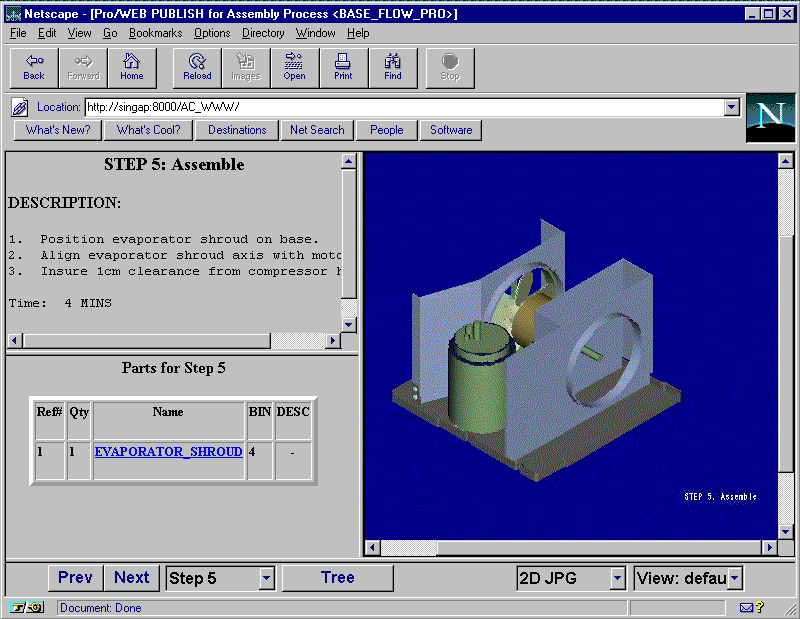 Netscape - [Pro/WEB PUBLISH for Assembly Process <BASE_FLOW_PRO>]
File Edit View Go Bookmarks Options Directory Window Help
Back Forward Home Reload Images Open Print Find Stop
Location: http://singap:8000/AC_WWW/
N
What's New? What's Cool? Destinations Net Search People Software
STEP 5: Assemble
DESCRIPTION:
1. Position evaporator shroud on base.
2. Align evaporator shroud axis with moto
3. Insure 1cm clearance from compressor h
Time: 4 MINS
Parts for Step 5
Ref# Qty Name BIN DESC
1 1 EVAPORATOR_SHROUD 4 -
STEP 5. Assemble
Prev Next Step 5 Tree 2D JPG View: defau
Document: Done